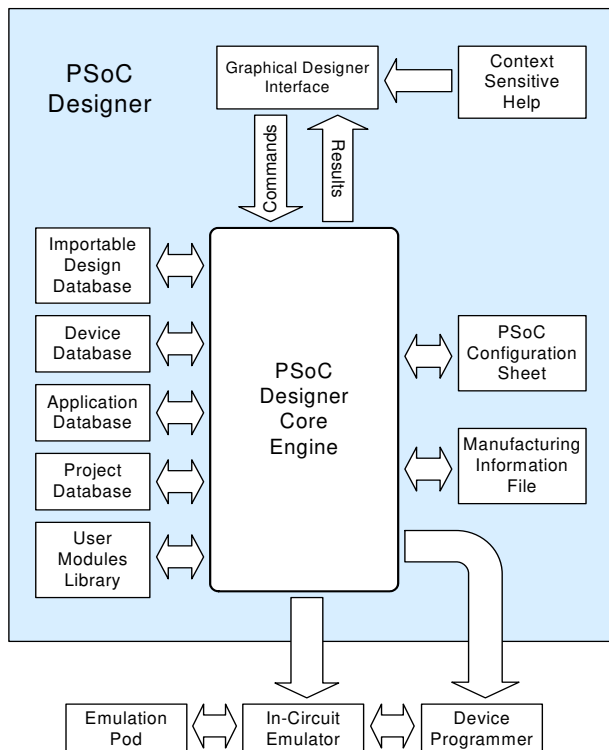 PSoC
Designer
Graphical Designer
Interface
Context
Sensitive
Help
Commands
Results
Importable
Design
Database
Device
Database
Application
Database
Project
Database
User
Modules
Library
PSoC
Designer
Core
Engine
PSoC
Configuration
Sheet
Manufacturing
Information
File
Emulation
Pod
In-Circuit
Emulator
Device
Programmer